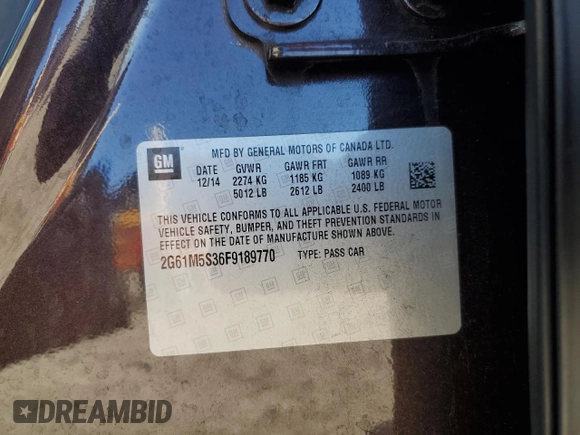 GM
MFD BY GENERAL MOTORS OF CANADA LTD.
DATE GVWR GAWR FRT GAWR RR
12/14 2274 KG 1185 KG 1089 KG
5012 LB 2612 LB 2400 LB
THIS VEHICLE CONFORMS TO ALL APPLICABLE U.S. FEDERAL MOTOR
VEHICLE SAFETY, BUMPER, AND THEFT PREVENTION STANDARDS IN
EFFECT ON THE DATE OF MANUFACTURE SHOWN ABOVE.
2G61M5S36F9189770 TYPE: PASS CAR
DREAMBID